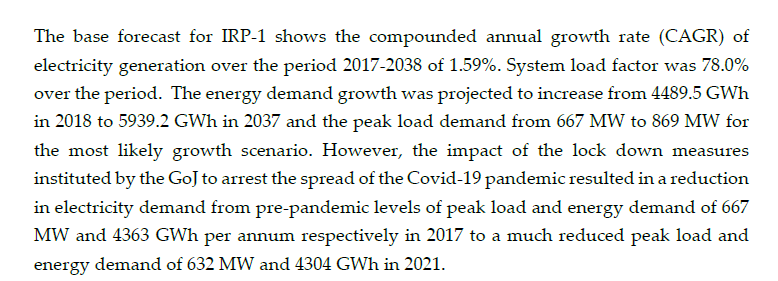 The base forecast for IRP-1 shows the compounded annual growth rate (CAGR) of
electricity generation over the period 2017-2038 of 1.59%. System load factor was 78.0%
over the period. The energy demand growth was projected to increase from 4489.5 GWh
in 2018 to 5939.2 GWh in 2037 and the peak load demand from 667 MW to 869 MW for
the most likely growth scenario. However, the impact of the lock down measures
instituted by the GoJ to arrest the spread of the Covid-19 pandemic resulted in a reduction
in electricity demand from pre-pandemic levels of peak load and energy demand of 667
MW and 4363 GWh per annum respectively in 2017 to a much reduced peak load and
energy demand of 632 MW and 4304 GWh in 2021.